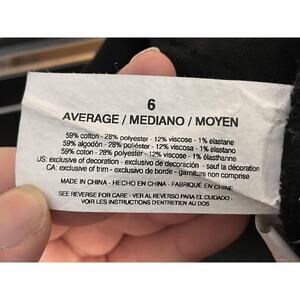 6
AVERAGE / MEDIANO / MOYEN
59% cotton - 28% polyester - 12% viscose - 1% elastane
59% algodón - 28% poliéster - 12% viscosa - 1% elastano
59% coton - 28% polyester - 12% viscose - 1% élasthanne
US: exclusive of decoration - exclusivo de decoración - sauf la décoration
CA: exclusive of trim - exclusivo de borde - garniture non comprise
MADE IN CHINA - HECHO EN CHINA - FABRIQUÉ EN CHINE
SEE REVERSE FOR CARE - VER AL REVERSO PARA EL CUIDADO -
VOIR LES INSTRUCTIONS D'ENTRETIEN AU DOS